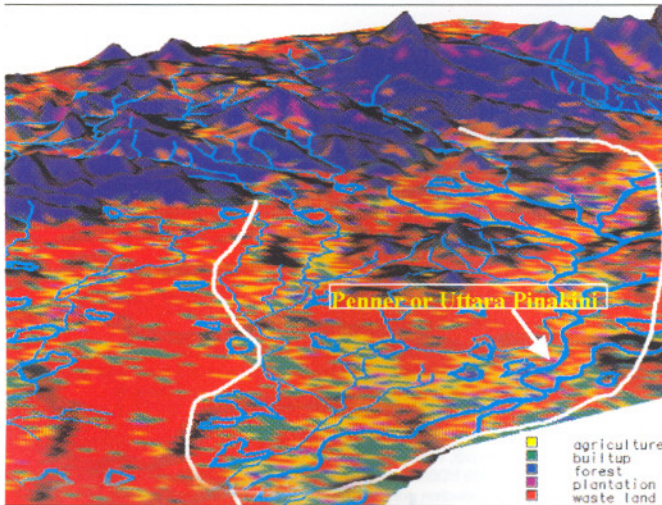 Penner or Uttara Pinakini
agriculture
builtup
forest
plantation
waste land